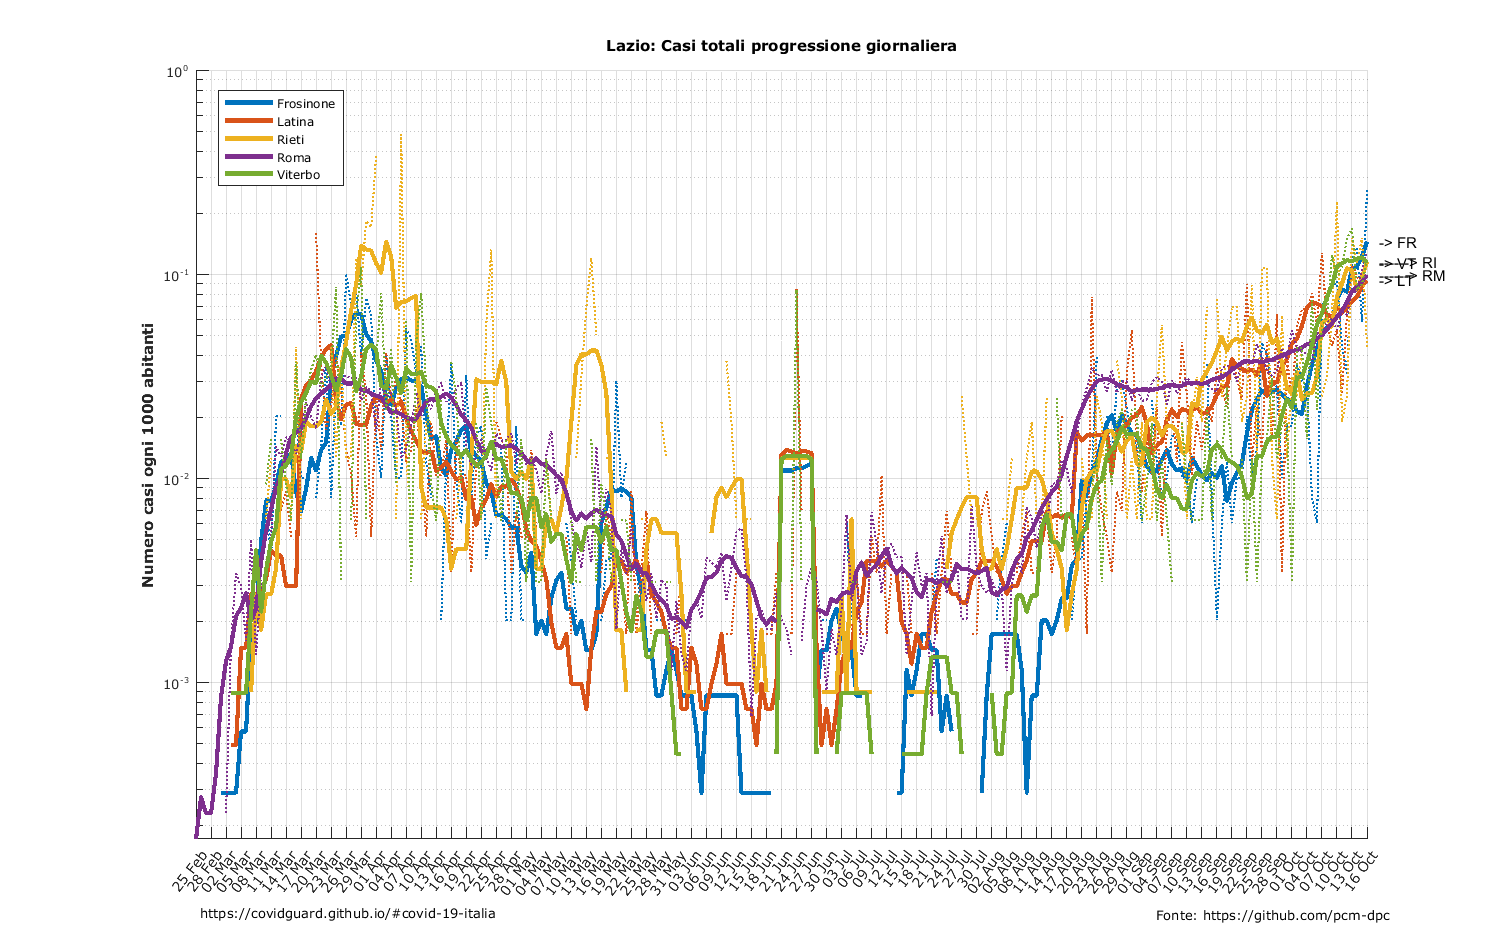 Lazio: Casi totali progressione giornaliera
10^0
10^-1
10^-2
10^-3
Numero casi ogni 1000 abitanti
Frosinone
Latina
Rieti
Roma
Viterbo
-> FR
-> VT
-> RI
-> RM
-> LT
25 Feb
28 Feb
02 Mar
05 Mar
08 Mar
11 Mar
14 Mar
17 Mar
20 Mar
23 Mar
26 Mar
29 Mar
01 Apr
04 Apr
07 Apr
10 Apr
13 Apr
16 Apr
19 Apr
22 Apr
25 Apr
28 Apr
01 May
04 May
07 May
10 May
13 May
16 May
19 May
22 May
25 May
28 May
31 May
03 Jun
06 Jun
09 Jun
12 Jun
15 Jun
18 Jun
21 Jun
24 Jun
27 Jun
30 Jun
03 Jul
06 Jul
09 Jul
12 Jul
15 Jul
18 Jul
21 Jul
24 Jul
27 Jul
30 Jul
02 Aug
05 Aug
08 Aug
11 Aug
14 Aug
17 Aug
20 Aug
23 Aug
26 Aug
29 Aug
01 Sep
04 Sep
07 Sep
10 Sep
13 Sep
16 Sep
19 Sep
22 Sep
25 Sep
28 Sep
01 Oct
04 Oct
07 Oct
10 Oct
13 Oct
16 Oct
https://covidguard.github.io/#covid-19-italia
Fonte: https://github.com/pcm-dpc